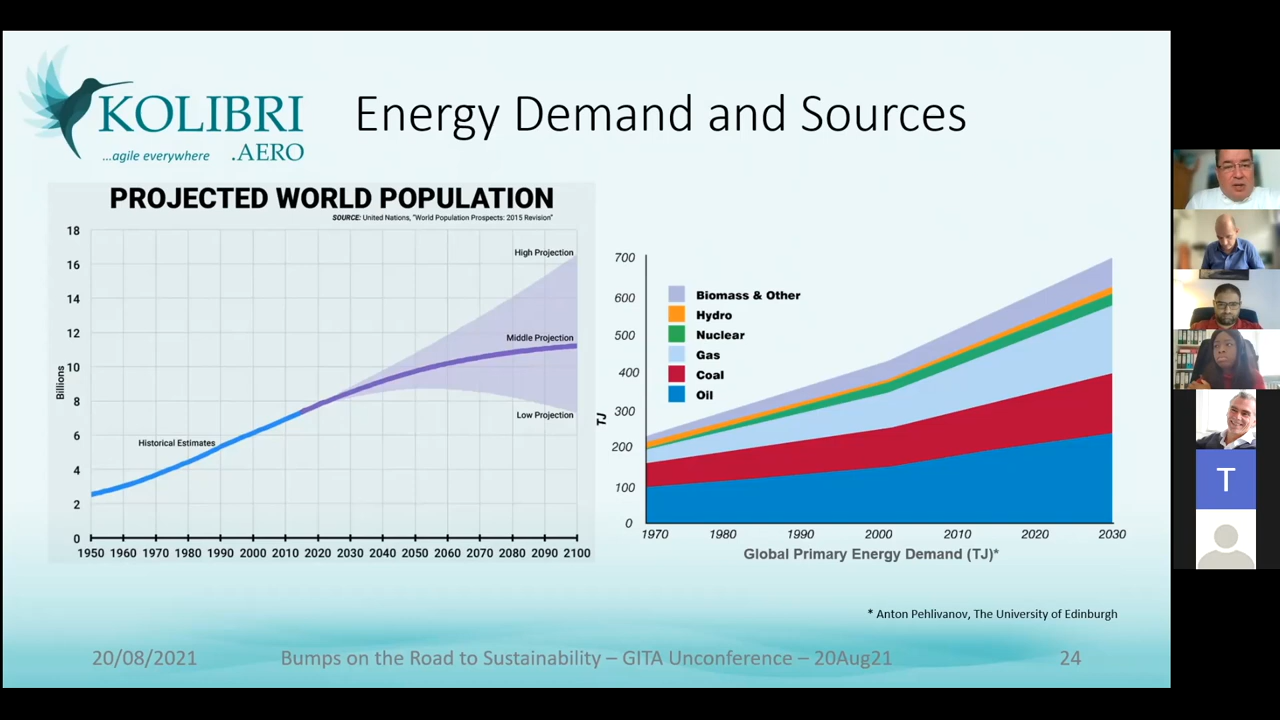 KOLIBRI
...agile everywhere .AERO
Energy Demand and Sources
PROJECTED WORLD POPULATION
SOURCE: United Nations, "World Population Prospects: 2015 Revision"
18
16
14
12
10
8
6
4
2
0
Billions
High Projection
Middle Projection
Low Projection
Historical Estimates
1950 1960 1970 1980 1990 2000 2010 2020 2030 2040 2050 2060 2070 2080 2090 2100
700
600
500
400
300
200
100
0
TJ
Biomass & Other
Hydro
Nuclear
Gas
Coal
Oil
1970 1980 1990 2000 2010 2020 2030
Global Primary Energy Demand (TJ)*
* Anton Pehlivanov, The University of Edinburgh
20/08/2021 Bumps on the Road to Sustainability – GITA Unconference – 20Aug21 24
T